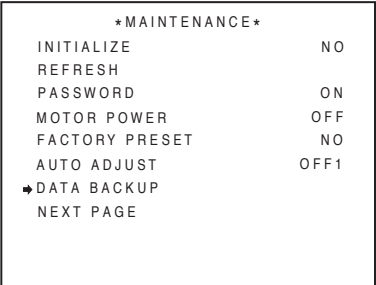 *MAINTENANCE*
INITIALIZE NO
REFRESH
PASSWORD ON
MOTOR POWER OFF
FACTORY PRESET NO
AUTO ADJUST OFF1
➡DATA BACKUP
NEXT PAGE